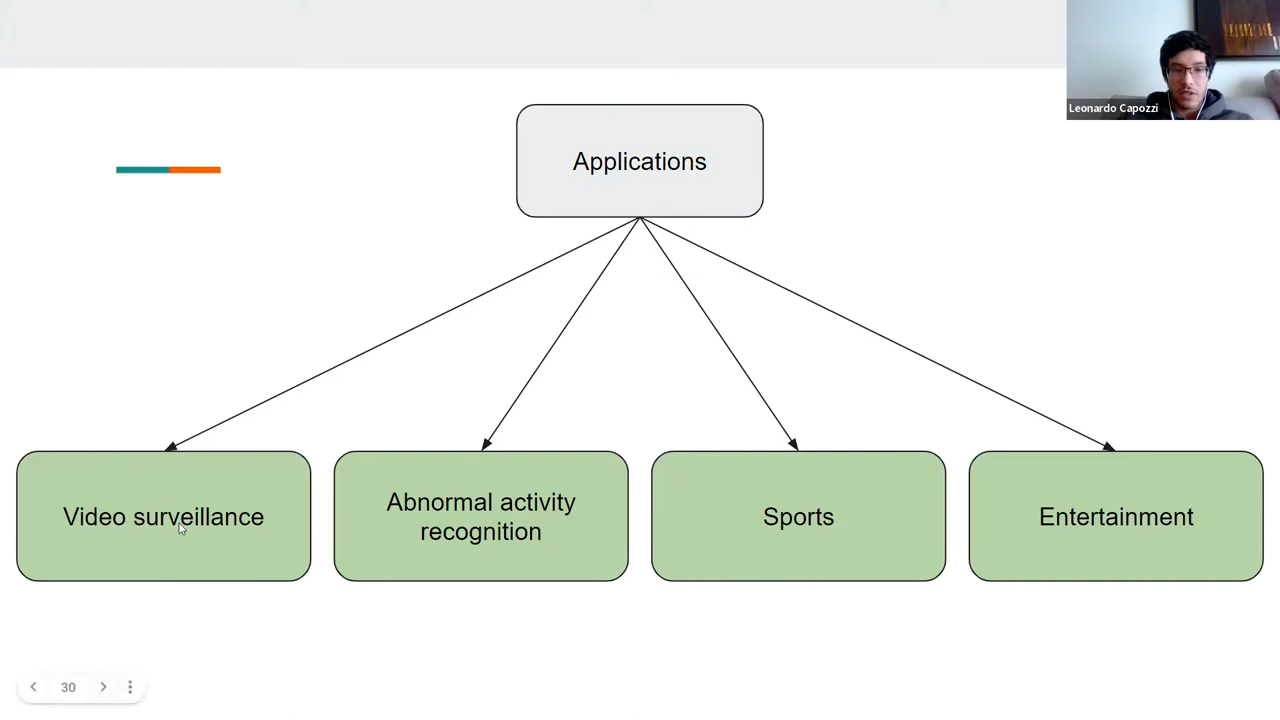 Leonardo Capozzi
Applications
Video surveillance
Abnormal activity
recognition
Sports
Entertainment
30